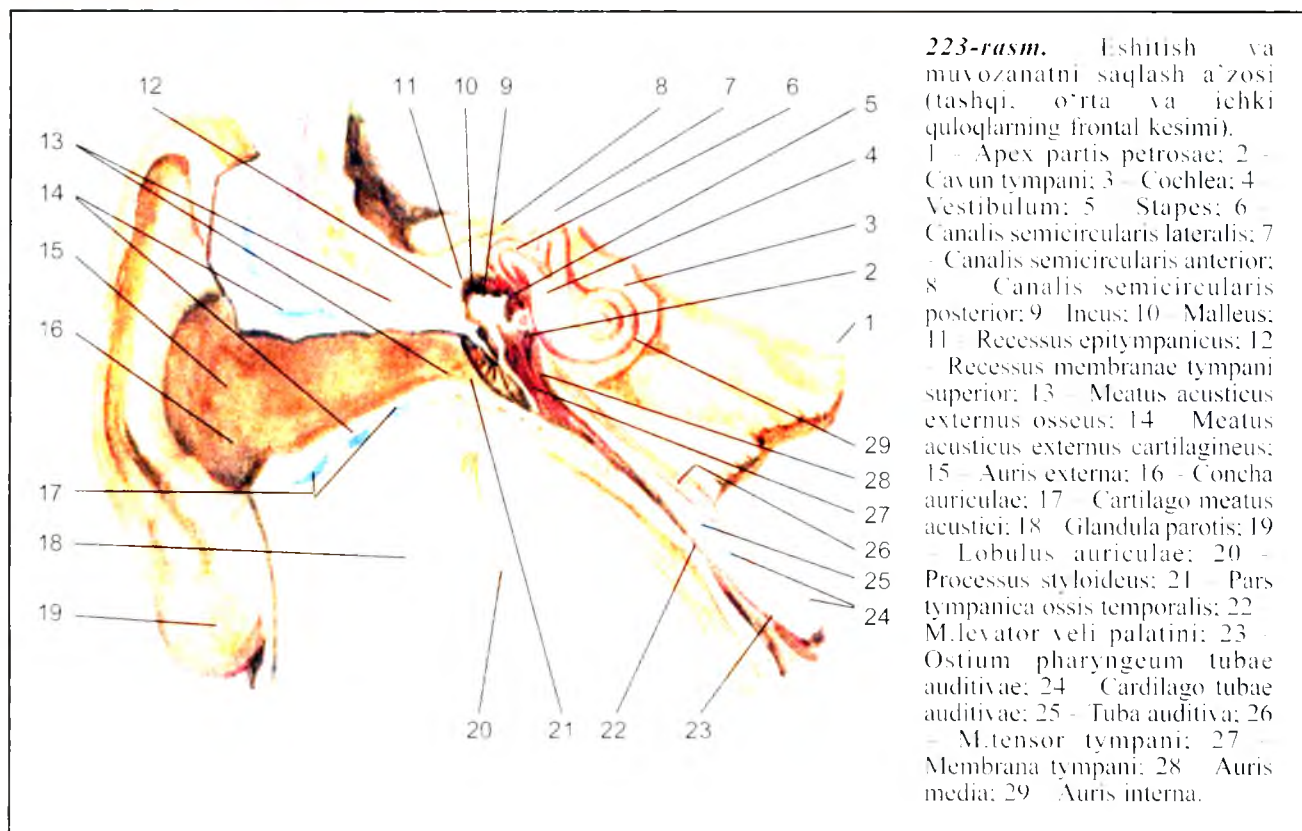 12
11
10
9
8
7
6
5
4
3
2
1
13
14
15
16
17
18
19
20
21
22
23
24
25
26
27
28
29
223-rasm. Eshitish va
muvozanatni saqlash a'zosi
(tashqi, o'rta va ichki
quloqlarning frontal kesimi).
1 - Apex partis petrosae; 2 -
Cavun tympani; 3 - Cochlea; 4
Vestibulum; 5 Stapes; 6 -
Canalis semicircularis lateralis; 7
- Canalis semicircularis anterior;
8 Canalis semicircularis
posterior; 9 Incus; 10 - Malleus;
11 - Recessus epitympanicus; 12
- Recessus membranae tympani
superior; 13 - Meatus acusticus
externus osseus; 14 Meatus
acusticus externus cartilagineus;
15 - Auris externa; 16 - Concha
auriculae; 17 - Cartilago meatus
acustici; 18 Glandula parotis; 19
- Lobulus auriculae; 20 -
Processus styloideus; 21 Pars
tympanica ossis temporalis; 22
M.levator veli palatini; 23 -
Ostium pharyngeum tubae
auditivae; 24 Cardilago tubae
auditivae; 25 - Tuba auditiva; 26
- M.tensor tympani; 27 -
Membrana tympani; 28 Auris
media; 29 Auris interna.